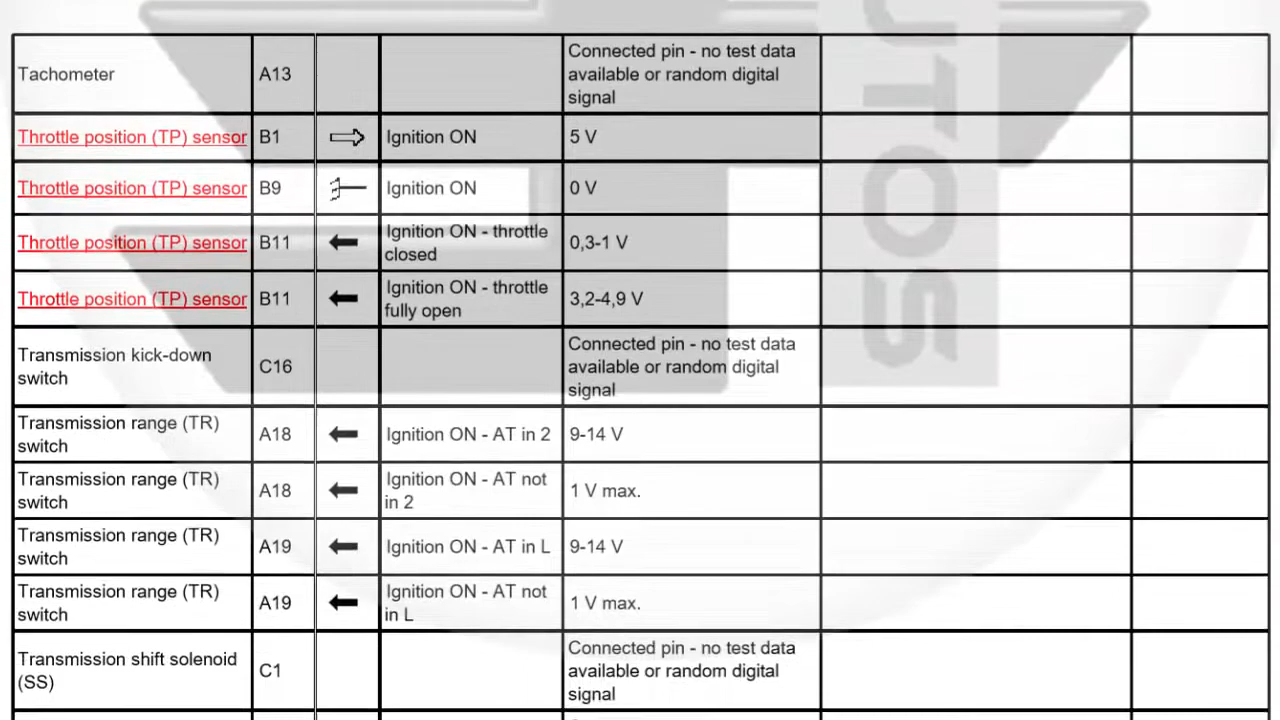 Tachometer A13 Connected pin - no test data
available or random digital
signal
Throttle position (TP) sensor B1 Ignition ON 5 V
Throttle position (TP) sensor B9 Ignition ON 0 V
Throttle position (TP) sensor B11 Ignition ON - throttle
closed 0,3-1 V
Throttle position (TP) sensor B11 Ignition ON - throttle
fully open 3,2-4,9 V
Transmission kick-down
switch C16 Connected pin - no test data
available or random digital
signal
Transmission range (TR)
switch A18 Ignition ON - AT in 2 9-14 V
Transmission range (TR)
switch A18 Ignition ON - AT not
in 2 1 V max.
Transmission range (TR)
switch A19 Ignition ON - AT in L 9-14 V
Transmission range (TR)
switch A19 Ignition ON - AT not
in L 1 V max.
Transmission shift solenoid
(SS) C1 Connected pin - no test data
available or random digital
signal